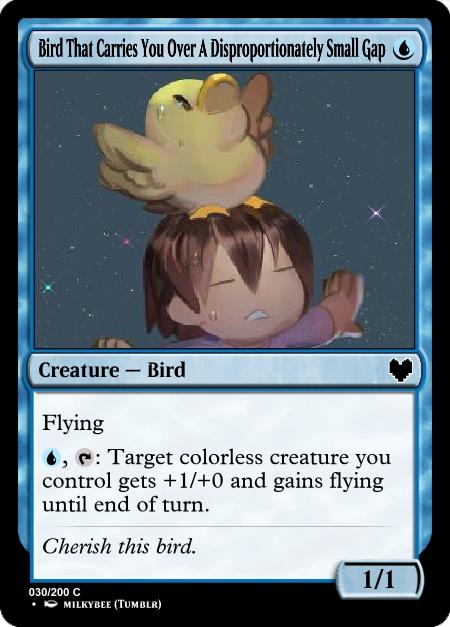 Bird That Carries You Over A Disproportionately Small Gap
Creature — Bird
Flying
, : Target colorless creature you
control gets +1/+0 and gains flying
until end of turn.
Cherish this bird.
1/1
030/200 C
• MILKYBEE (TUMBLR)